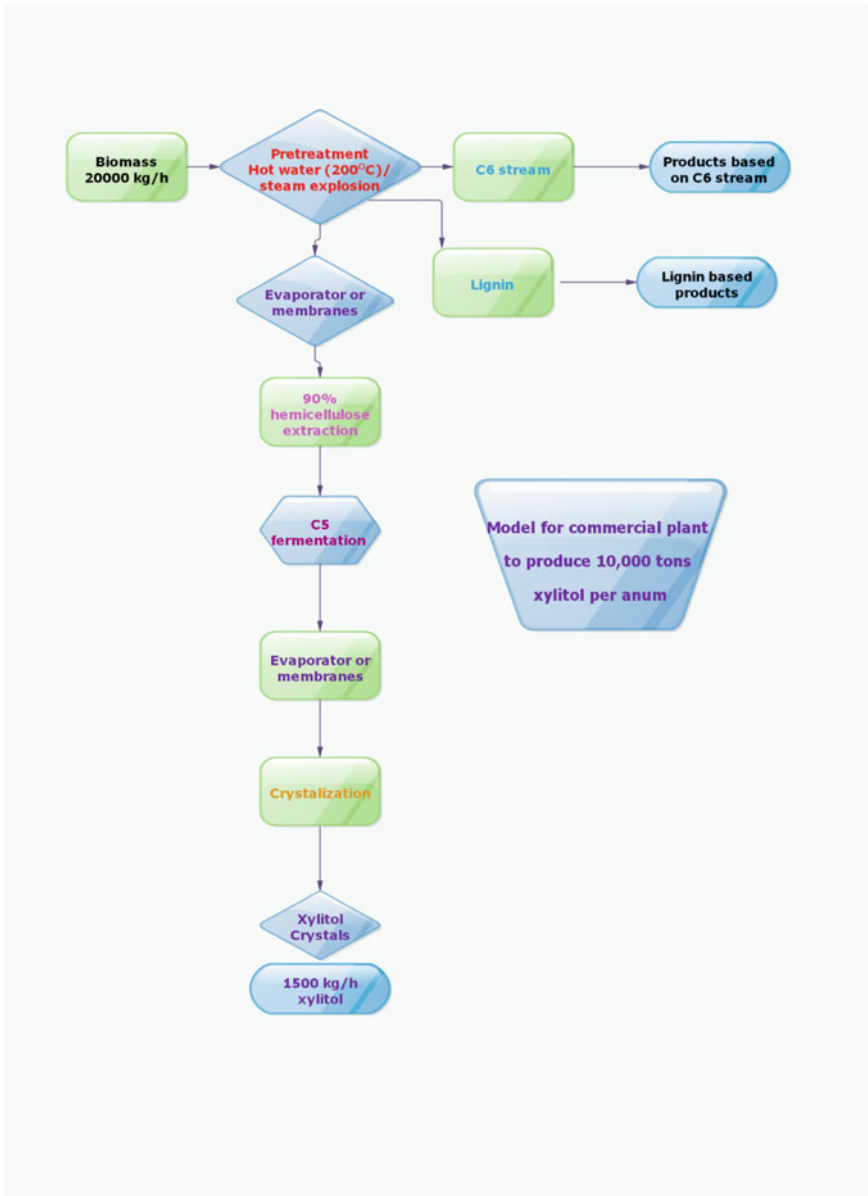 Biomass
20000 kg/h
Pretreatment
Hot water (200°C)/
steam explosion
C6 stream
Products based
on C6 stream
Lignin
Lignin based
products
Evaporator or
membranes
90%
hemicellulose
extraction
C5
fermentation
Model for commercial plant
to produce 10,000 tons
xylitol per anum
Evaporator or
membranes
Crystalization
Xylitol
Crystals
1500 kg/h
xylitol